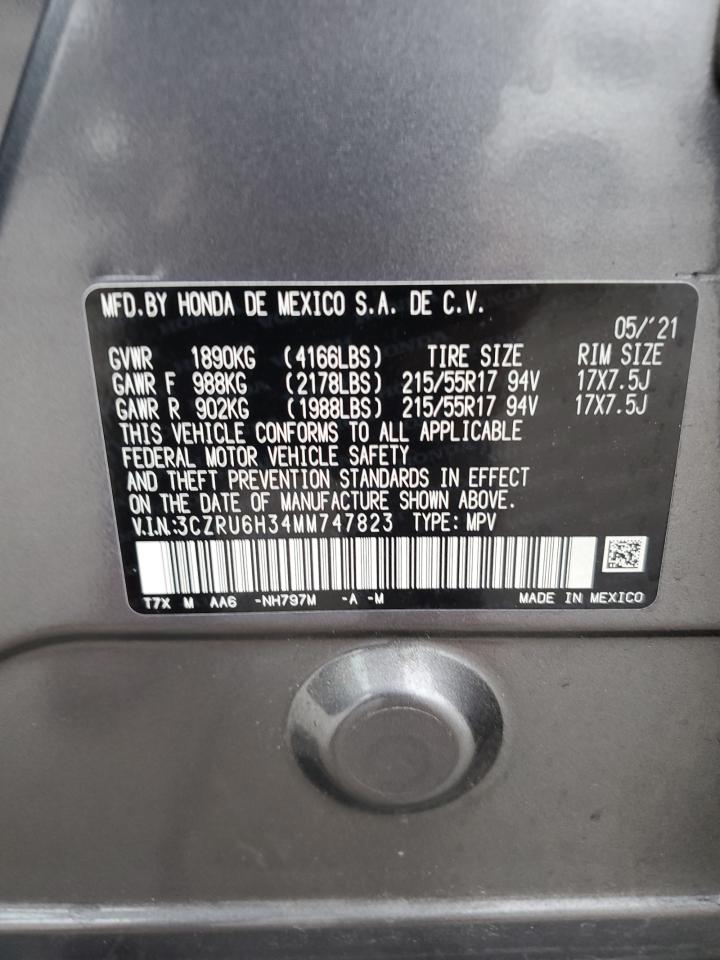 MFD.BY HONDA DE MEXICO S.A. DE C.V.
05/'21
GVWR 1890KG (4166LBS) TIRE SIZE RIM SIZE
GAWR F 988KG (2178LBS) 215/55R17 94V 17X7.5J
GAWR R 902KG (1988LBS) 215/55R17 94V 17X7.5J
THIS VEHICLE CONFORMS TO ALL APPLICABLE
FEDERAL MOTOR VEHICLE SAFETY
AND THEFT PREVENTION STANDARDS IN EFFECT
ON THE DATE OF MANUFACTURE SHOWN ABOVE.
V.I.N:3CZRU6H34MM747823 TYPE: MPV
T7X M AA6 -NH797M -A -M MADE IN MEXICO